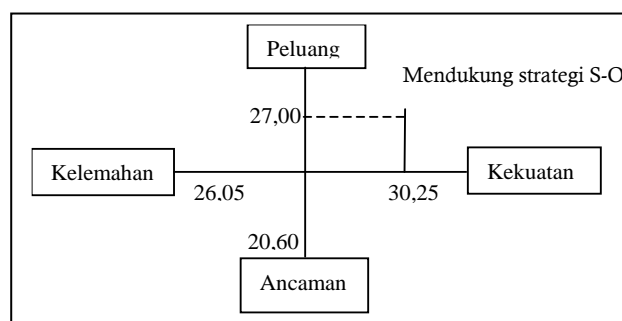 Peluang
Mendukung strategi S-O
27,00
Kelemahan
Kekuatan
26,05
30,25
20,60
Ancaman